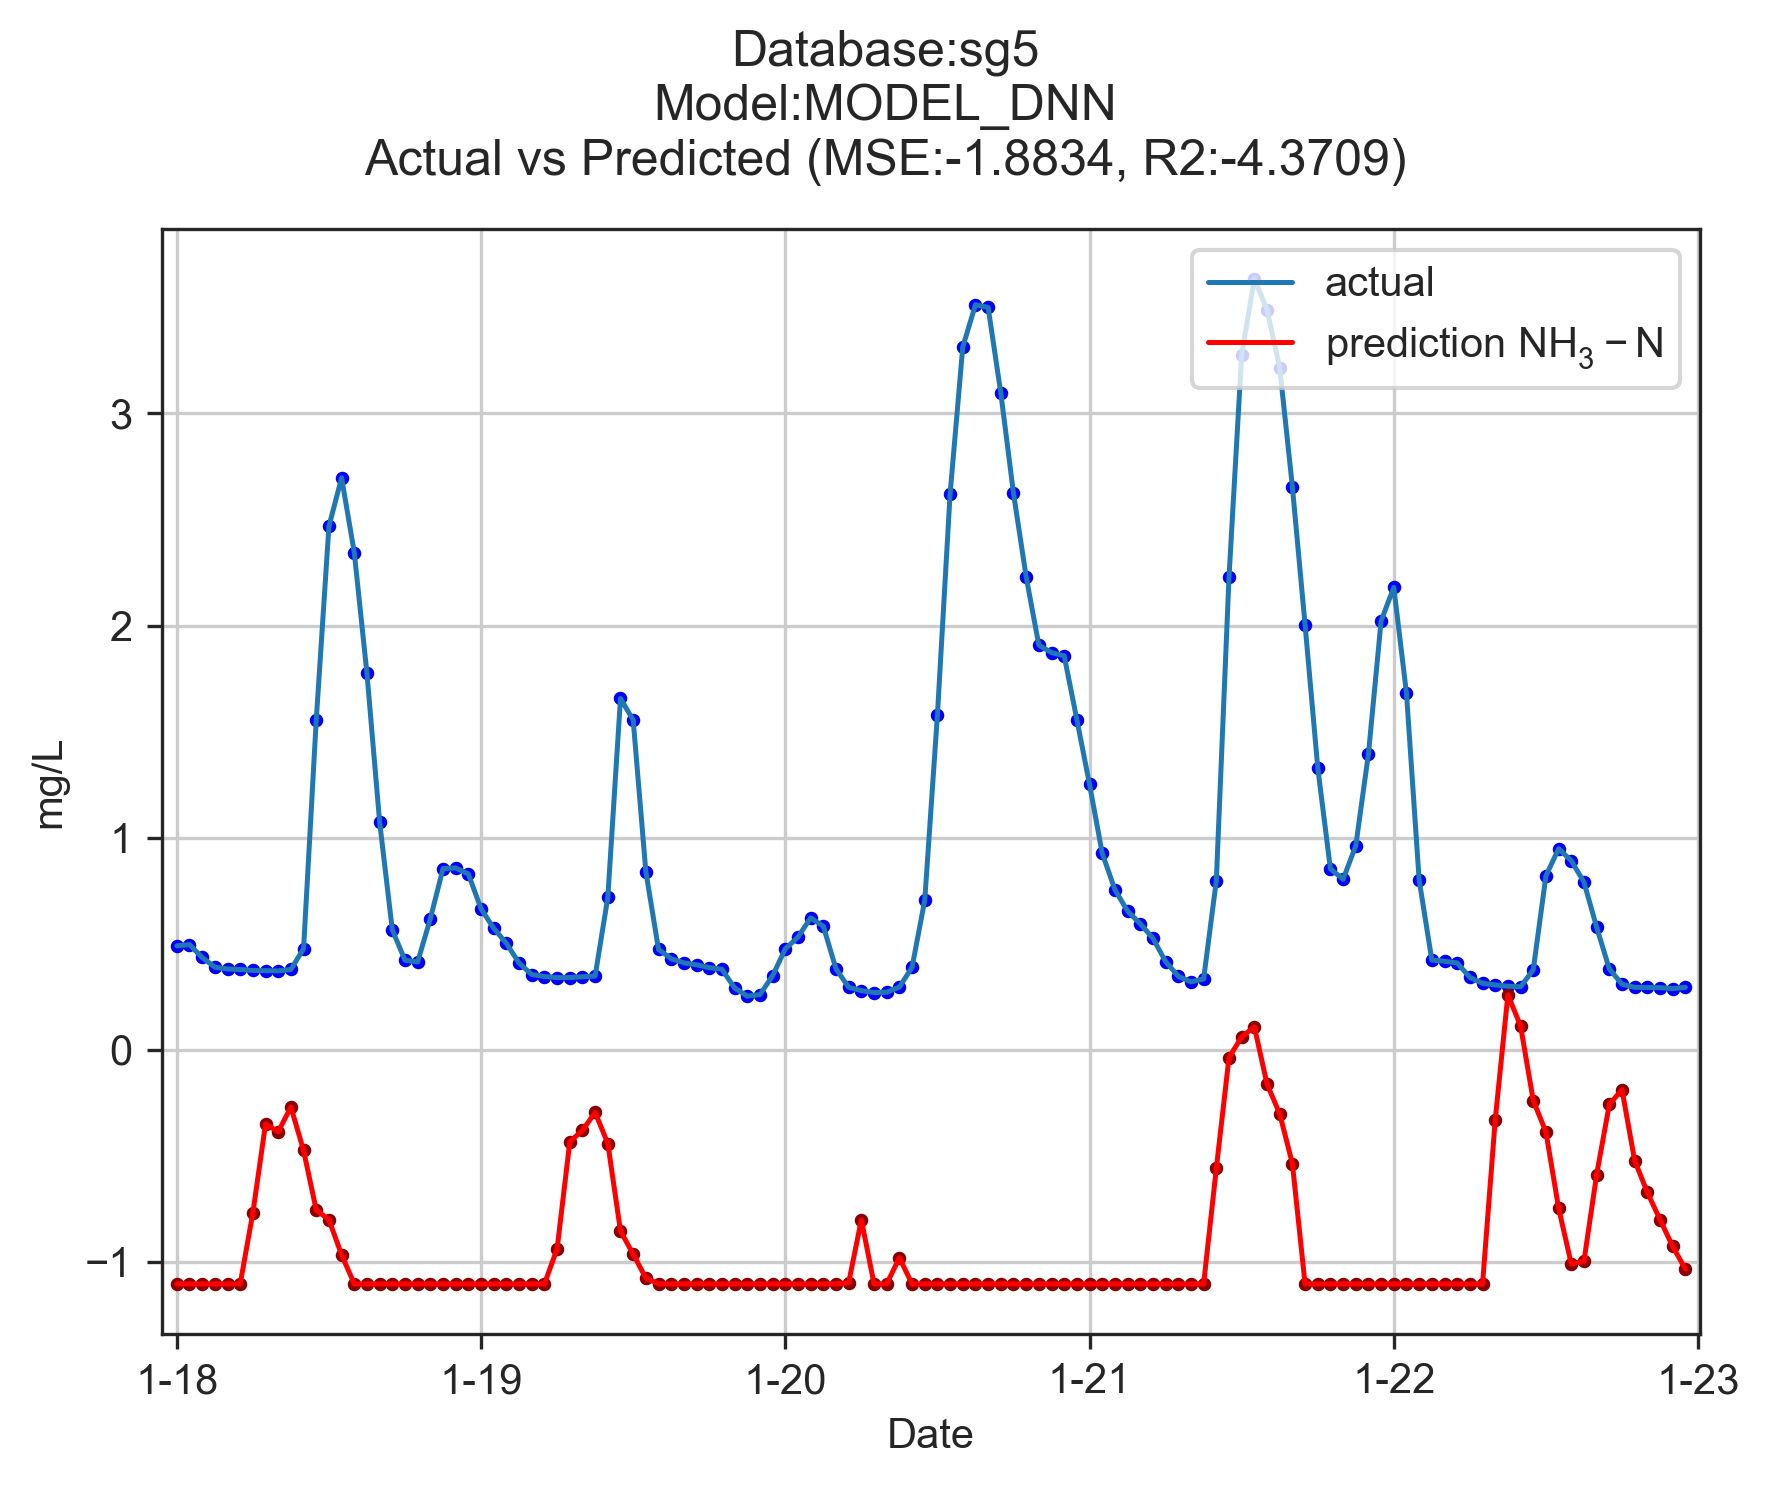 Database:sg5
Model:MODEL_DNN
Actual vs Predicted (MSE:-1.8834, R2:-4.3709)
actual
prediction NH₃ − N
3
2
1
0
−1
mg/L
1-18 1-19 1-20 1-21 1-22 1-23
Date